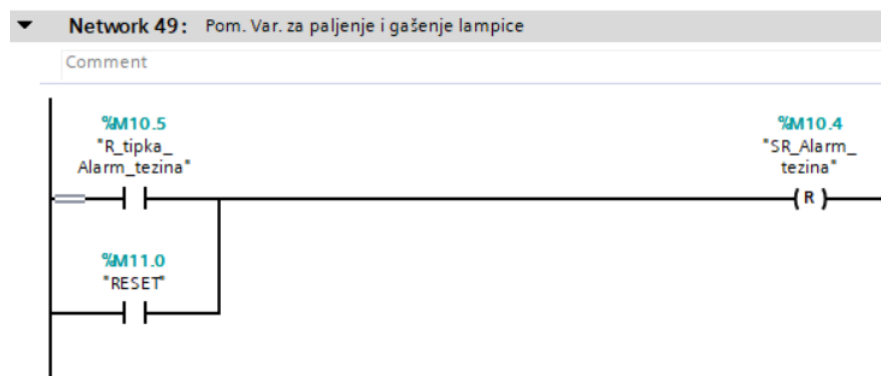 Network 49: Pom. Var. za paljenje i gašenje lampice
Comment
%M10.5
"R_tipka_
Alarm_tezina"
%M10.4
"SR_Alarm_
tezina"
R
%M11.0
"RESET"